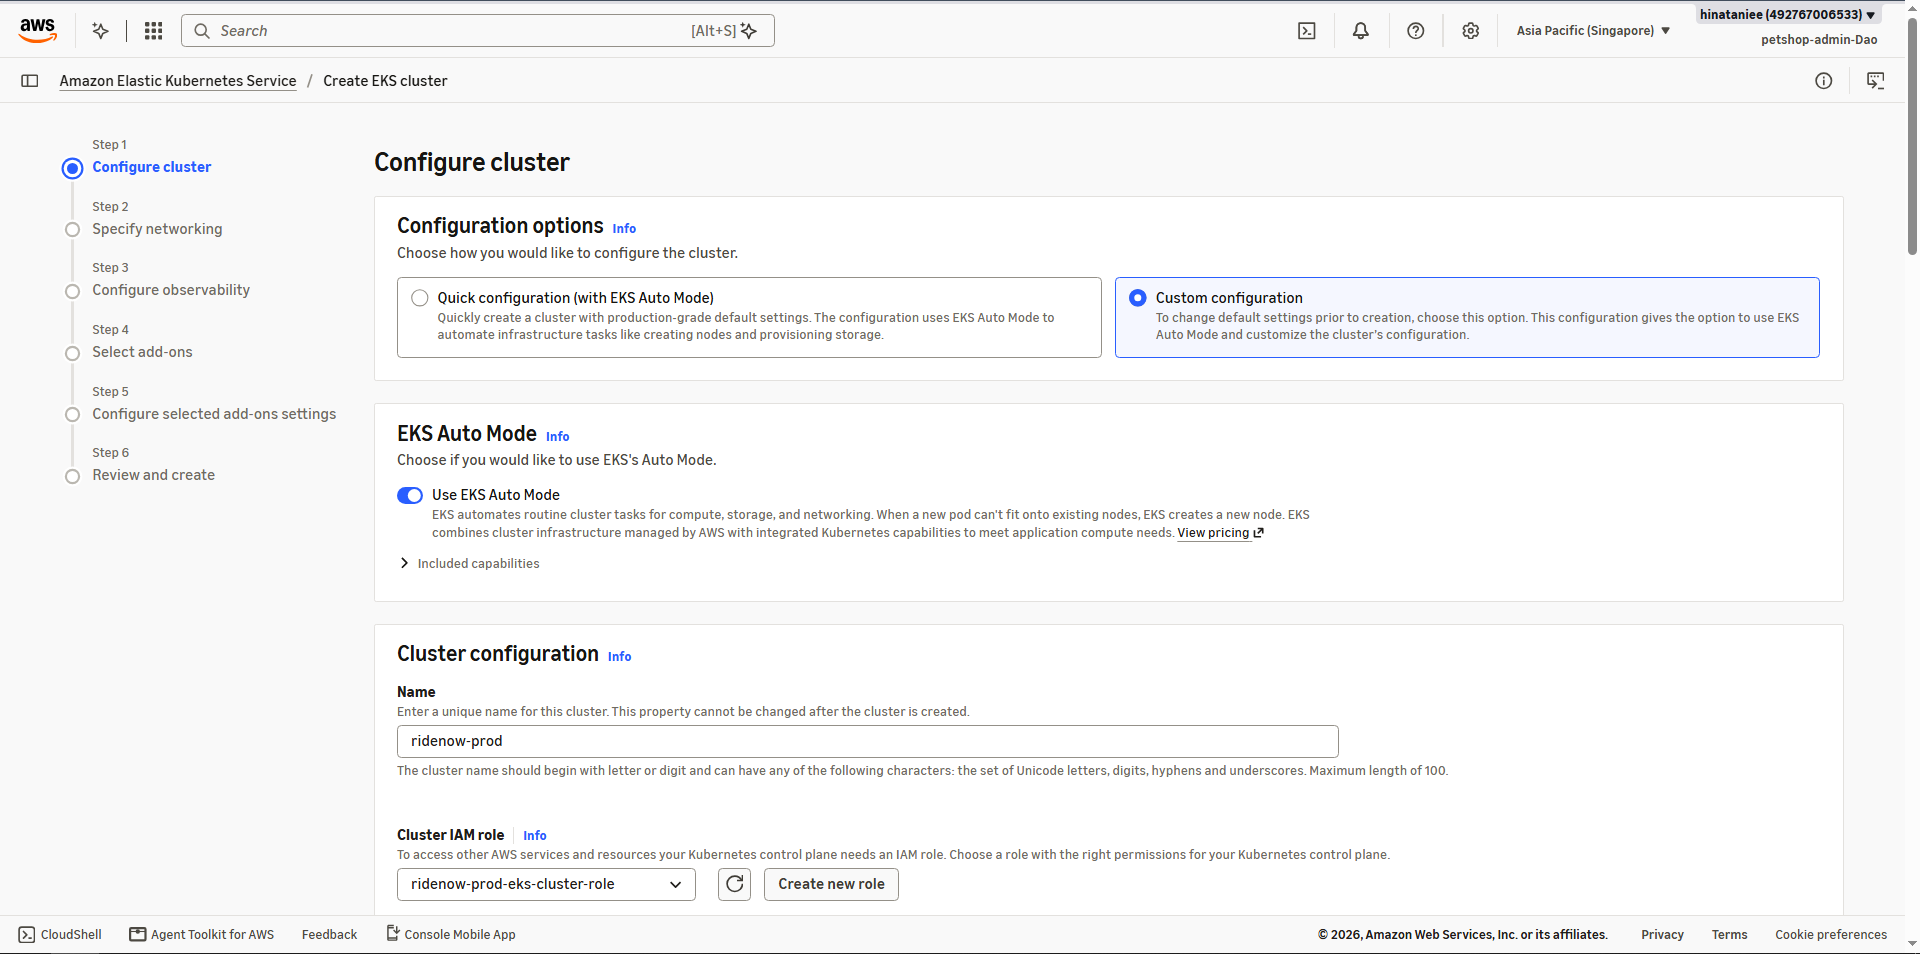 aws
Search
[Alt+S]
Asia Pacific (Singapore)
hinataniee (492767006533)
petshop-admin-Dao
Amazon Elastic Kubernetes Service / Create EKS cluster
Step 1
Configure cluster
Step 2
Specify networking
Step 3
Configure observability
Step 4
Select add-ons
Step 5
Configure selected add-ons settings
Step 6
Review and create
Configure cluster
Configuration options Info
Choose how you would like to configure the cluster.
Quick configuration (with EKS Auto Mode)
Quickly create a cluster with production-grade default settings. The configuration uses EKS Auto Mode to
automate infrastructure tasks like creating nodes and provisioning storage.
Custom configuration
To change default settings prior to creation, choose this option. This configuration gives the option to use EKS
Auto Mode and customize the cluster's configuration.
EKS Auto Mode Info
Choose if you would like to use EKS's Auto Mode.
Use EKS Auto Mode
EKS automates routine cluster tasks for compute, storage, and networking. When a new pod can't fit onto existing nodes, EKS creates a new node. EKS
combines cluster infrastructure managed by AWS with integrated Kubernetes capabilities to meet application compute needs. View pricing
Included capabilities
Cluster configuration Info
Name
Enter a unique name for this cluster. This property cannot be changed after the cluster is created.
ridenow-prod
The cluster name should begin with letter or digit and can have any of the following characters: the set of Unicode letters, digits, hyphens and underscores. Maximum length of 100.
Cluster IAM role Info
To access other AWS services and resources your Kubernetes control plane needs an IAM role. Choose a role with the right permissions for your Kubernetes control plane.
ridenow-prod-eks-cluster-role
Create new role
CloudShell
Agent Toolkit for AWS
Feedback
Console Mobile App
© 2026, Amazon Web Services, Inc. or its affiliates.
Privacy
Terms
Cookie preferences